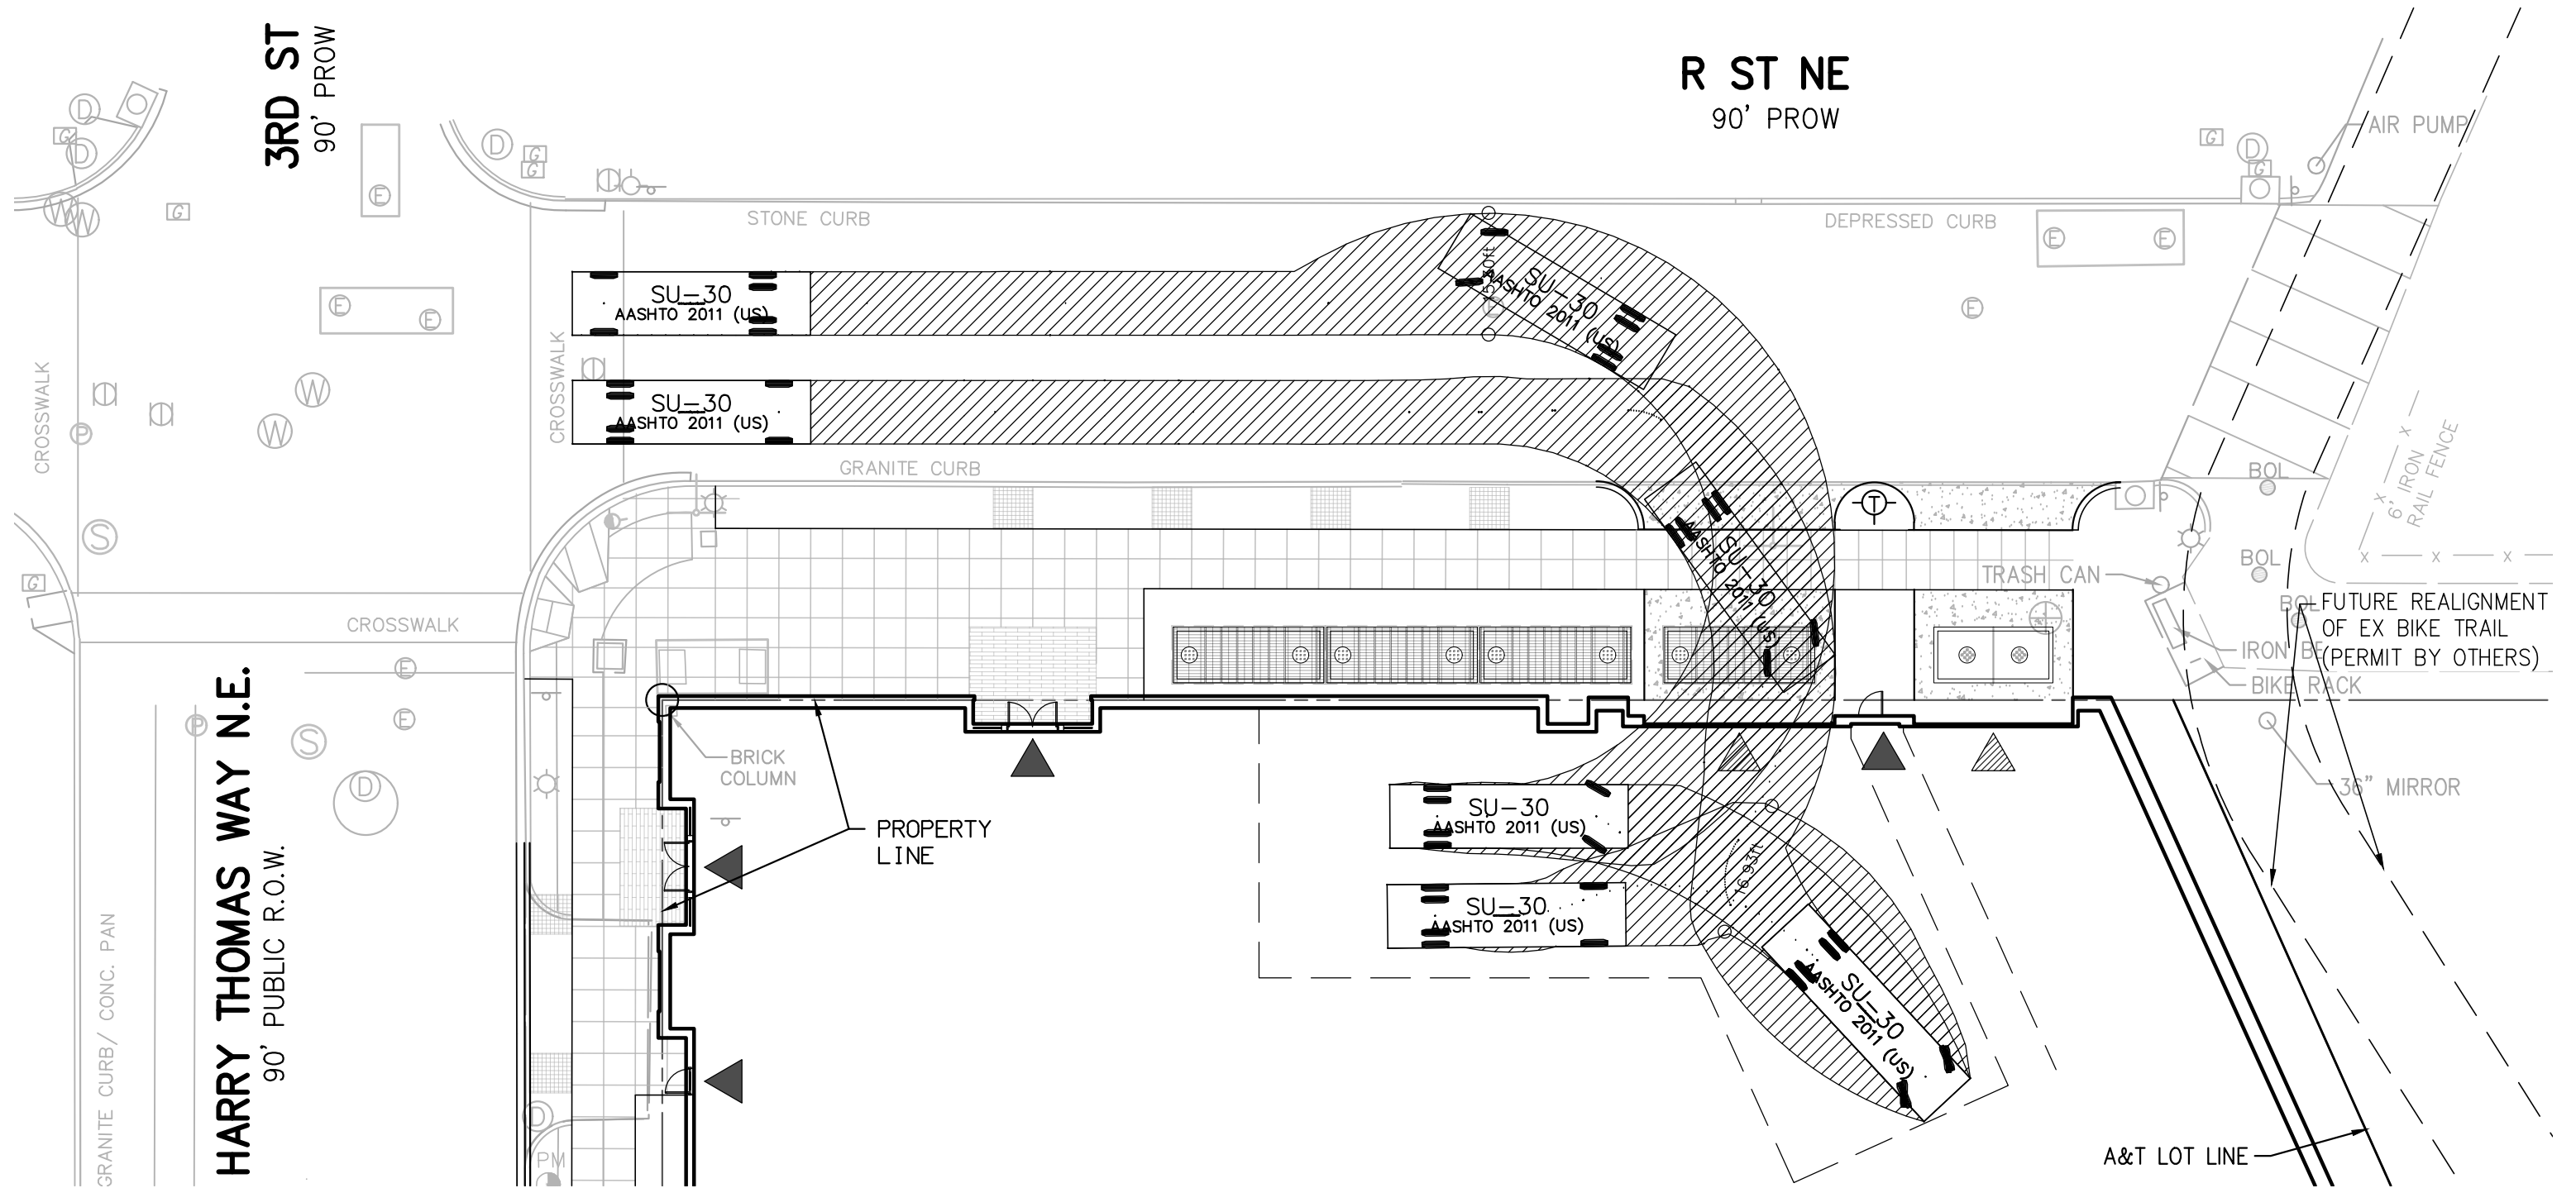 3RD ST
90' PROW
R ST NE
90' PROW
AIR PUMP
D
D
D
D
G
G
G
G
G
G
E
W
W
STONE CURB
DEPRESSED CURB
E
E
SU-30
AASHTO 2011 (US)
SU-30
AASHTO 2011 (US)
E
E
E
CROSSWALK
CROSSWALK
W
W
P
SU-30
AASHTO 2011 (US)
GRANITE CURB
6' IRON
RAIL FENCE
x
x
x
x
x
BOL
T
S
G
SU-30
AASHTO 2011 (US)
BOL
TRASH CAN
BOL
FUTURE REALIGNMENT
OF EX BIKE TRAIL
(PERMIT BY OTHERS)
IRON BE
BIKE RACK
CROSSWALK
E
E
P
S
D
HARRY THOMAS WAY N.E.
90' PUBLIC R.O.W.
BRICK
COLUMN
PROPERTY
LINE
36" MIRROR
SU-30
AASHTO 2011 (US)
16.93ft
SU-30
AASHTO 2011 (US)
SU-30
AASHTO 2011 (US)
GRANITE CURB/ CONC. PAN
D
PM
A&T LOT LINE